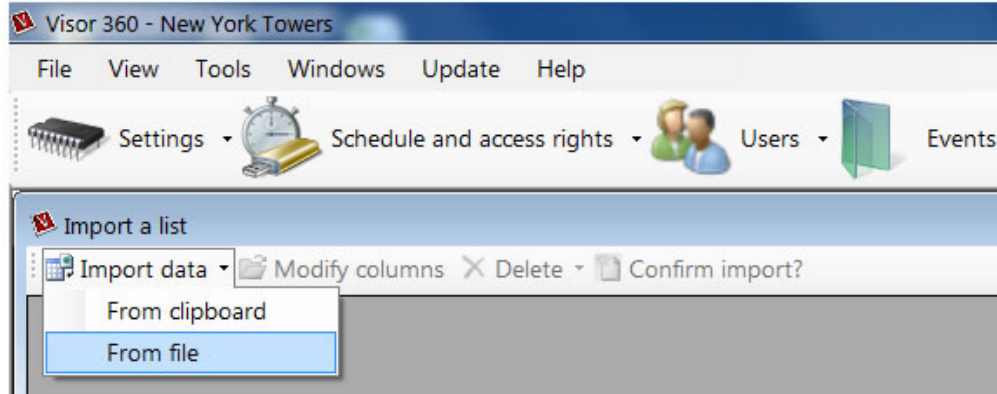 Visor 360 - New York Towers
File View Tools Windows Update Help
Settings Schedule and access rights Users Events
Import a list
Import data Modify columns Delete Confirm import?
From clipboard
From file